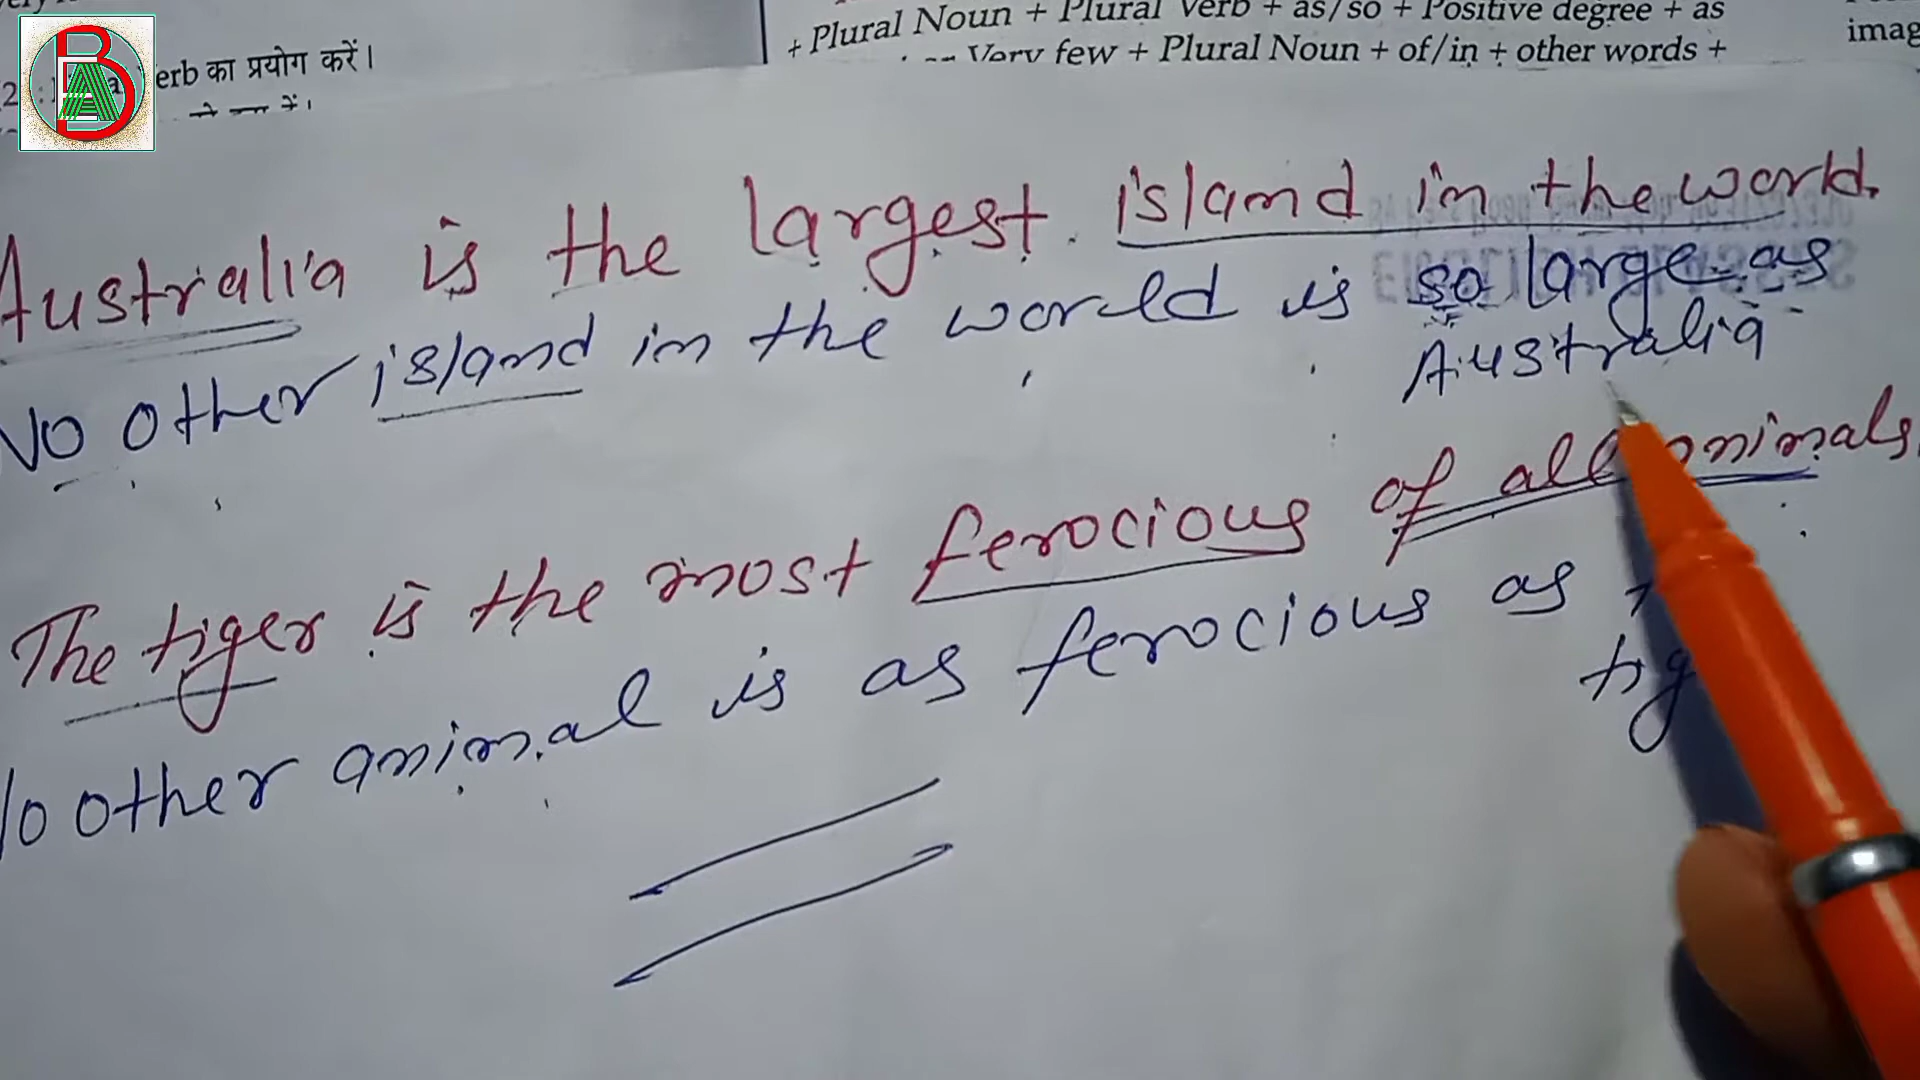 + Plural Noun + Plural Verb + as/so + Positive degree + as
Very few + Plural Noun + of/in + other words +
imag
erb का प्रयोग करें।
Australia is the largest island in the world.
No other island in the world is so large as
Australia
The tiger is the most ferocious of all animals.
No other animal is as ferocious as
tig